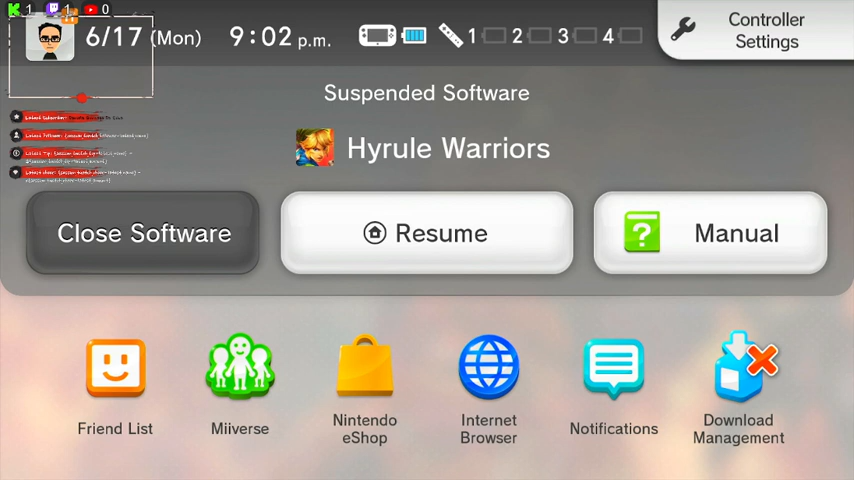 1 1 0
6/17 (Mon) 9:02 p.m. 1 2 3 4
Controller
Settings
Suspended Software
Hyrule Warriors
Close Software
Resume
? Manual
Friend List
Miiverse
Nintendo
eShop
Internet
Browser
Notifications
Download
Management